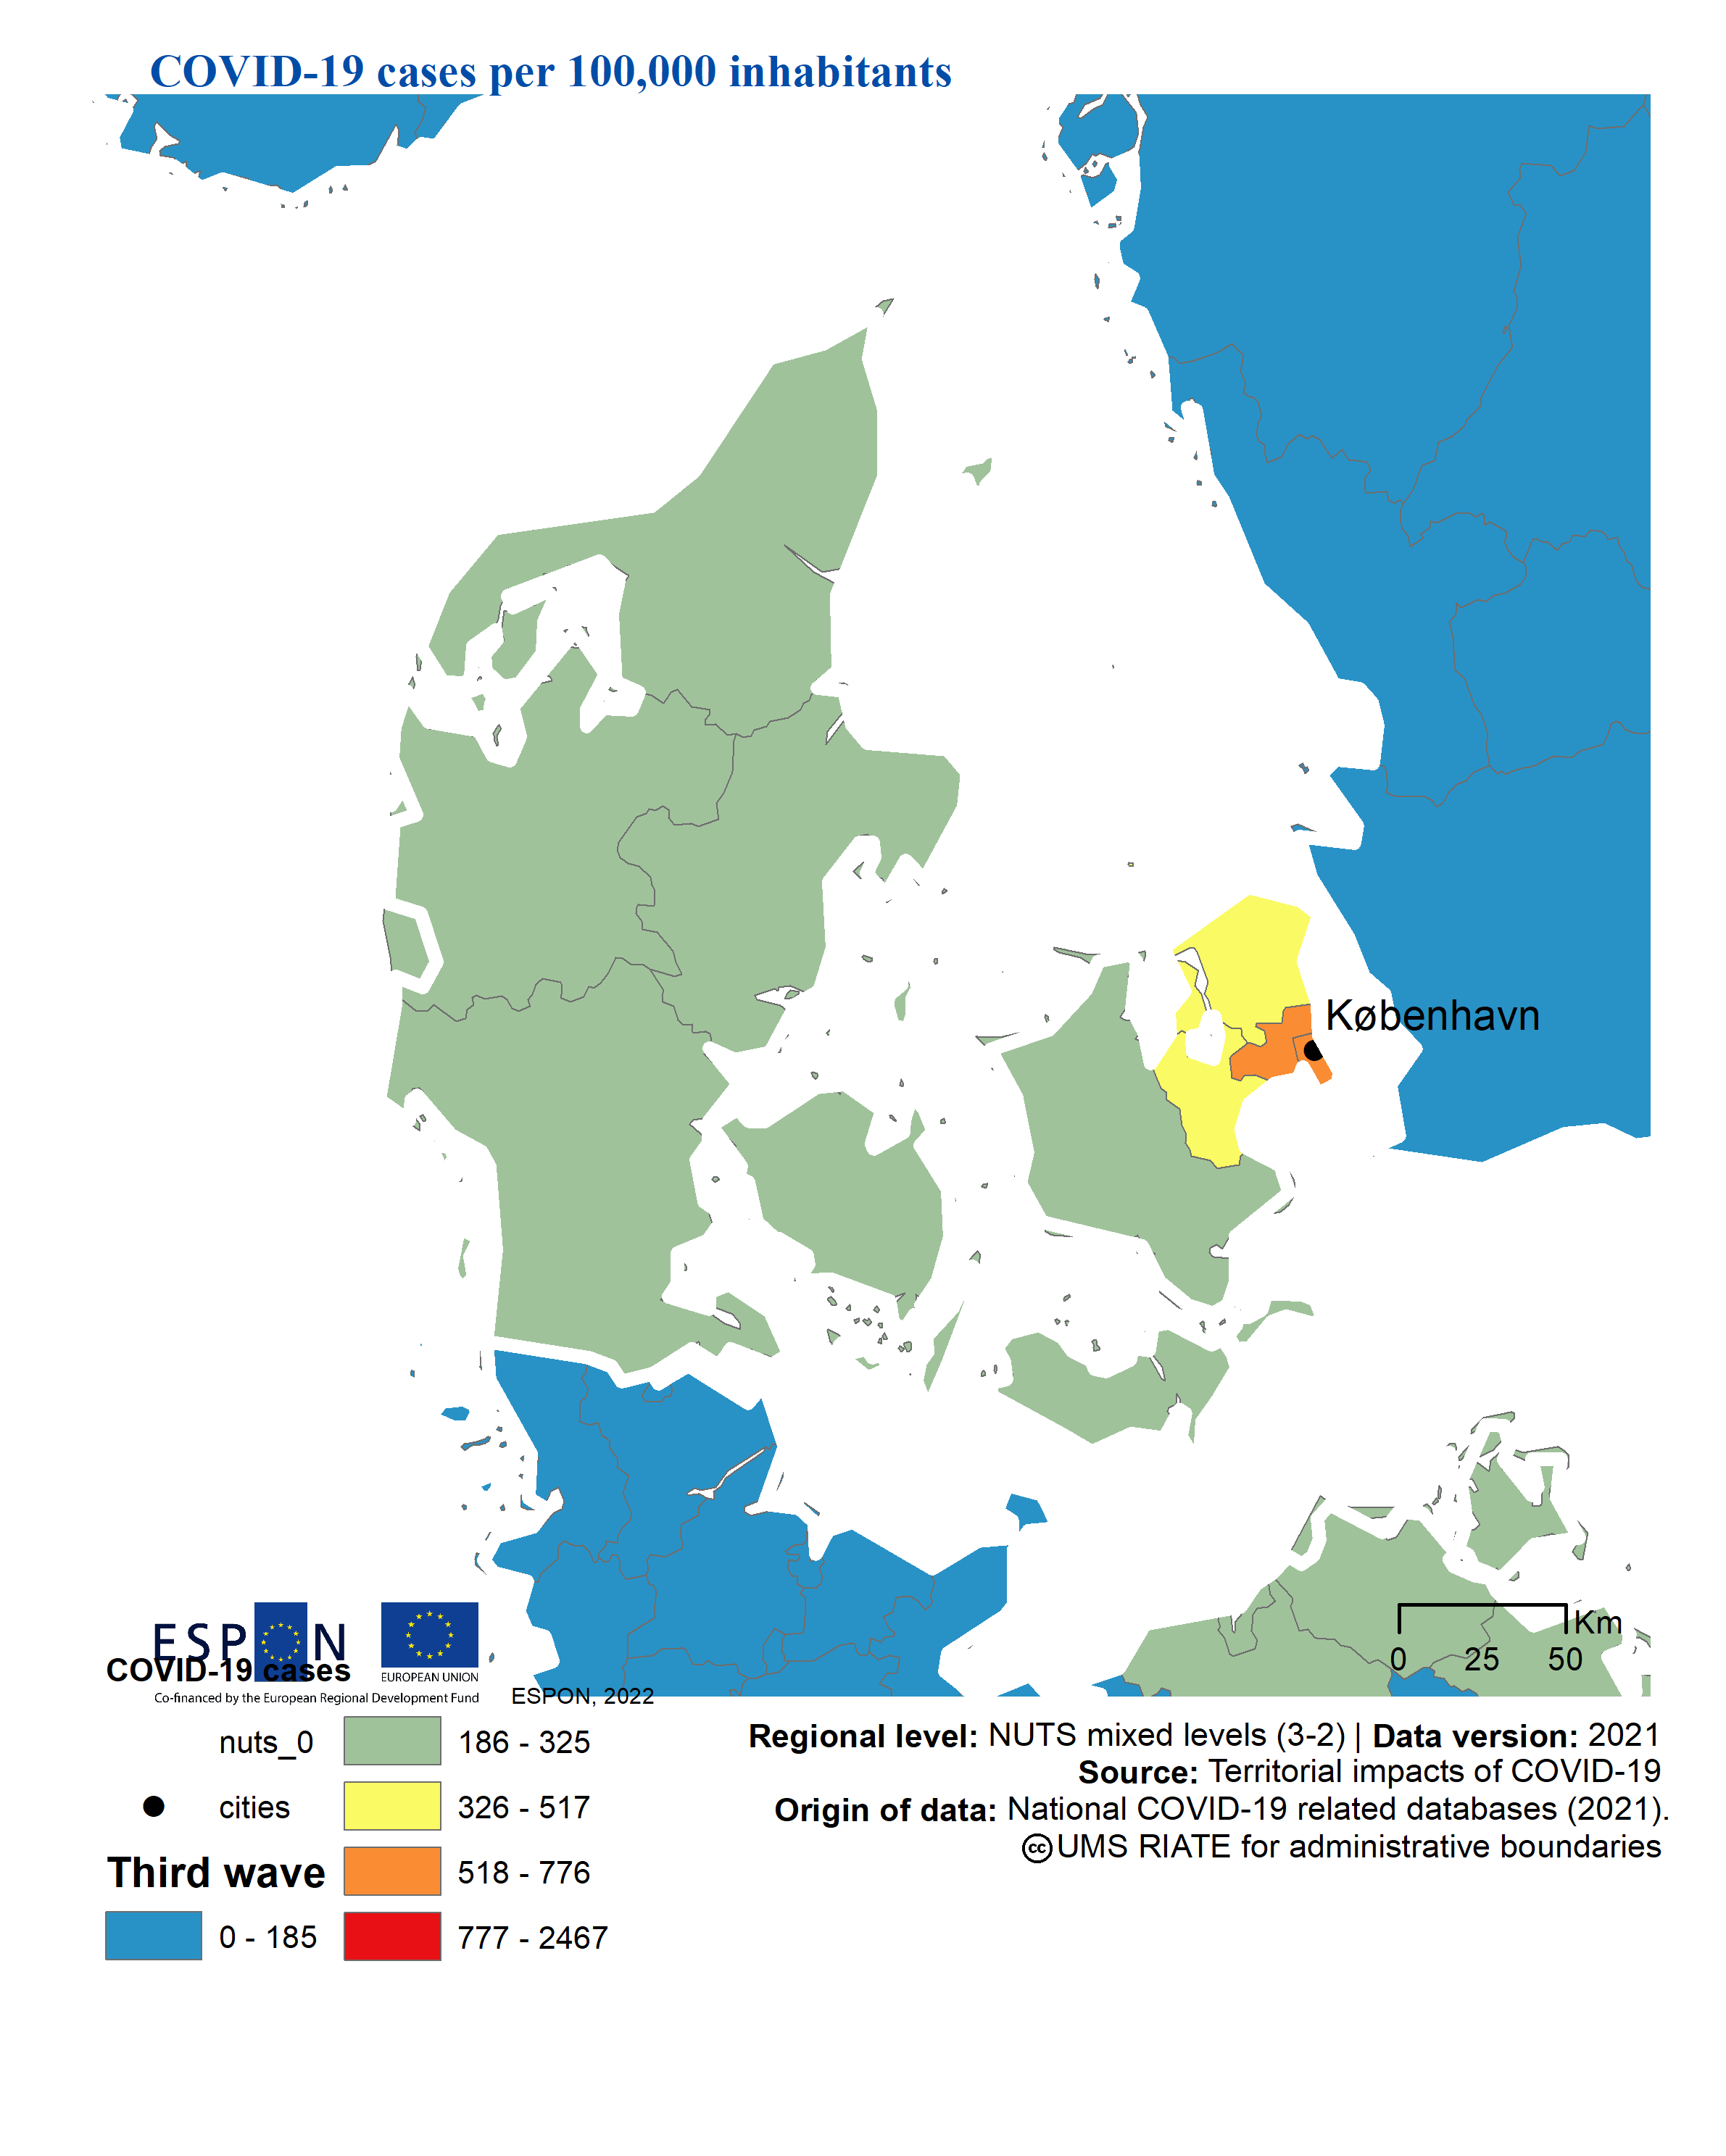 COVID-19 cases per 100,000 inhabitants
København
Km
0 25 50
ESPON
EUROPEAN UNION
COVID-19 cases
Co-financed by the European Regional Development Fund
ESPON, 2022
nuts_0
cities
Third wave
0 - 185
186 - 325
326 - 517
518 - 776
777 - 2467
Regional level: NUTS mixed levels (3-2) | Data version: 2021
Source: Territorial impacts of COVID-19
Origin of data: National COVID-19 related databases (2021).
cc UMS RIATE for administrative boundaries